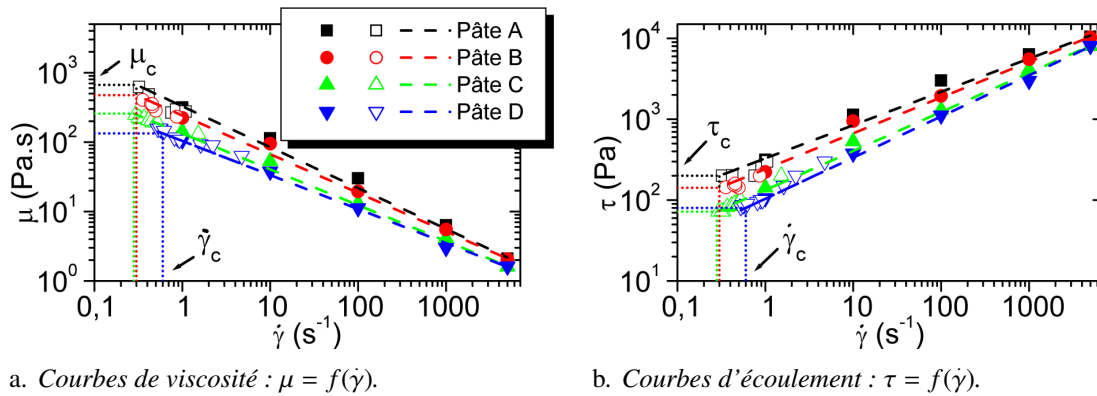 Pâte A
Pâte B
Pâte C
Pâte D
μ (Pa.s)
10³
10²
10¹
10⁰
μc
γ̇c
0,1 1 10 100 1000
γ̇ (s⁻¹)
τ (Pa)
10⁴
10³
10²
10¹
τc
γ̇c
0,1 1 10 100 1000
γ̇ (s⁻¹)
a. Courbes de viscosité : μ = f(γ̇).
b. Courbes d’écoulement : τ = f(γ̇).